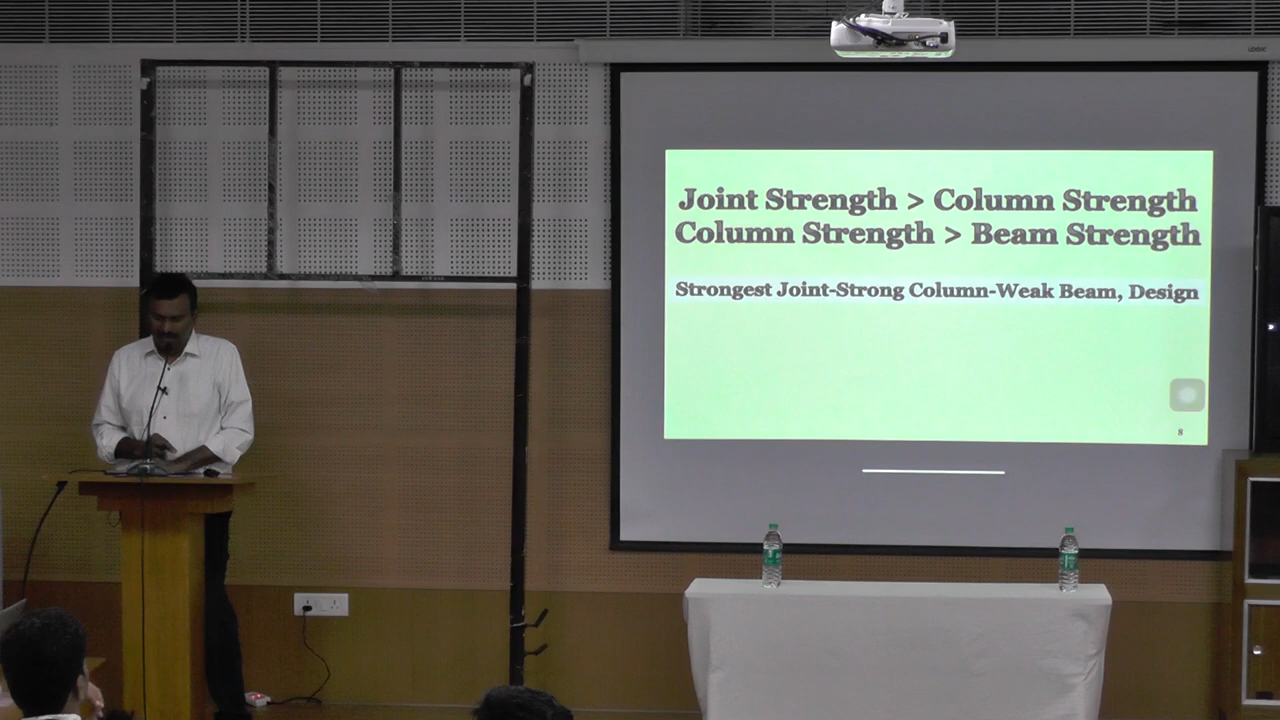 Joint Strength > Column Strength
Column Strength > Beam Strength
Strongest Joint-Strong Column-Weak Beam, Design
8